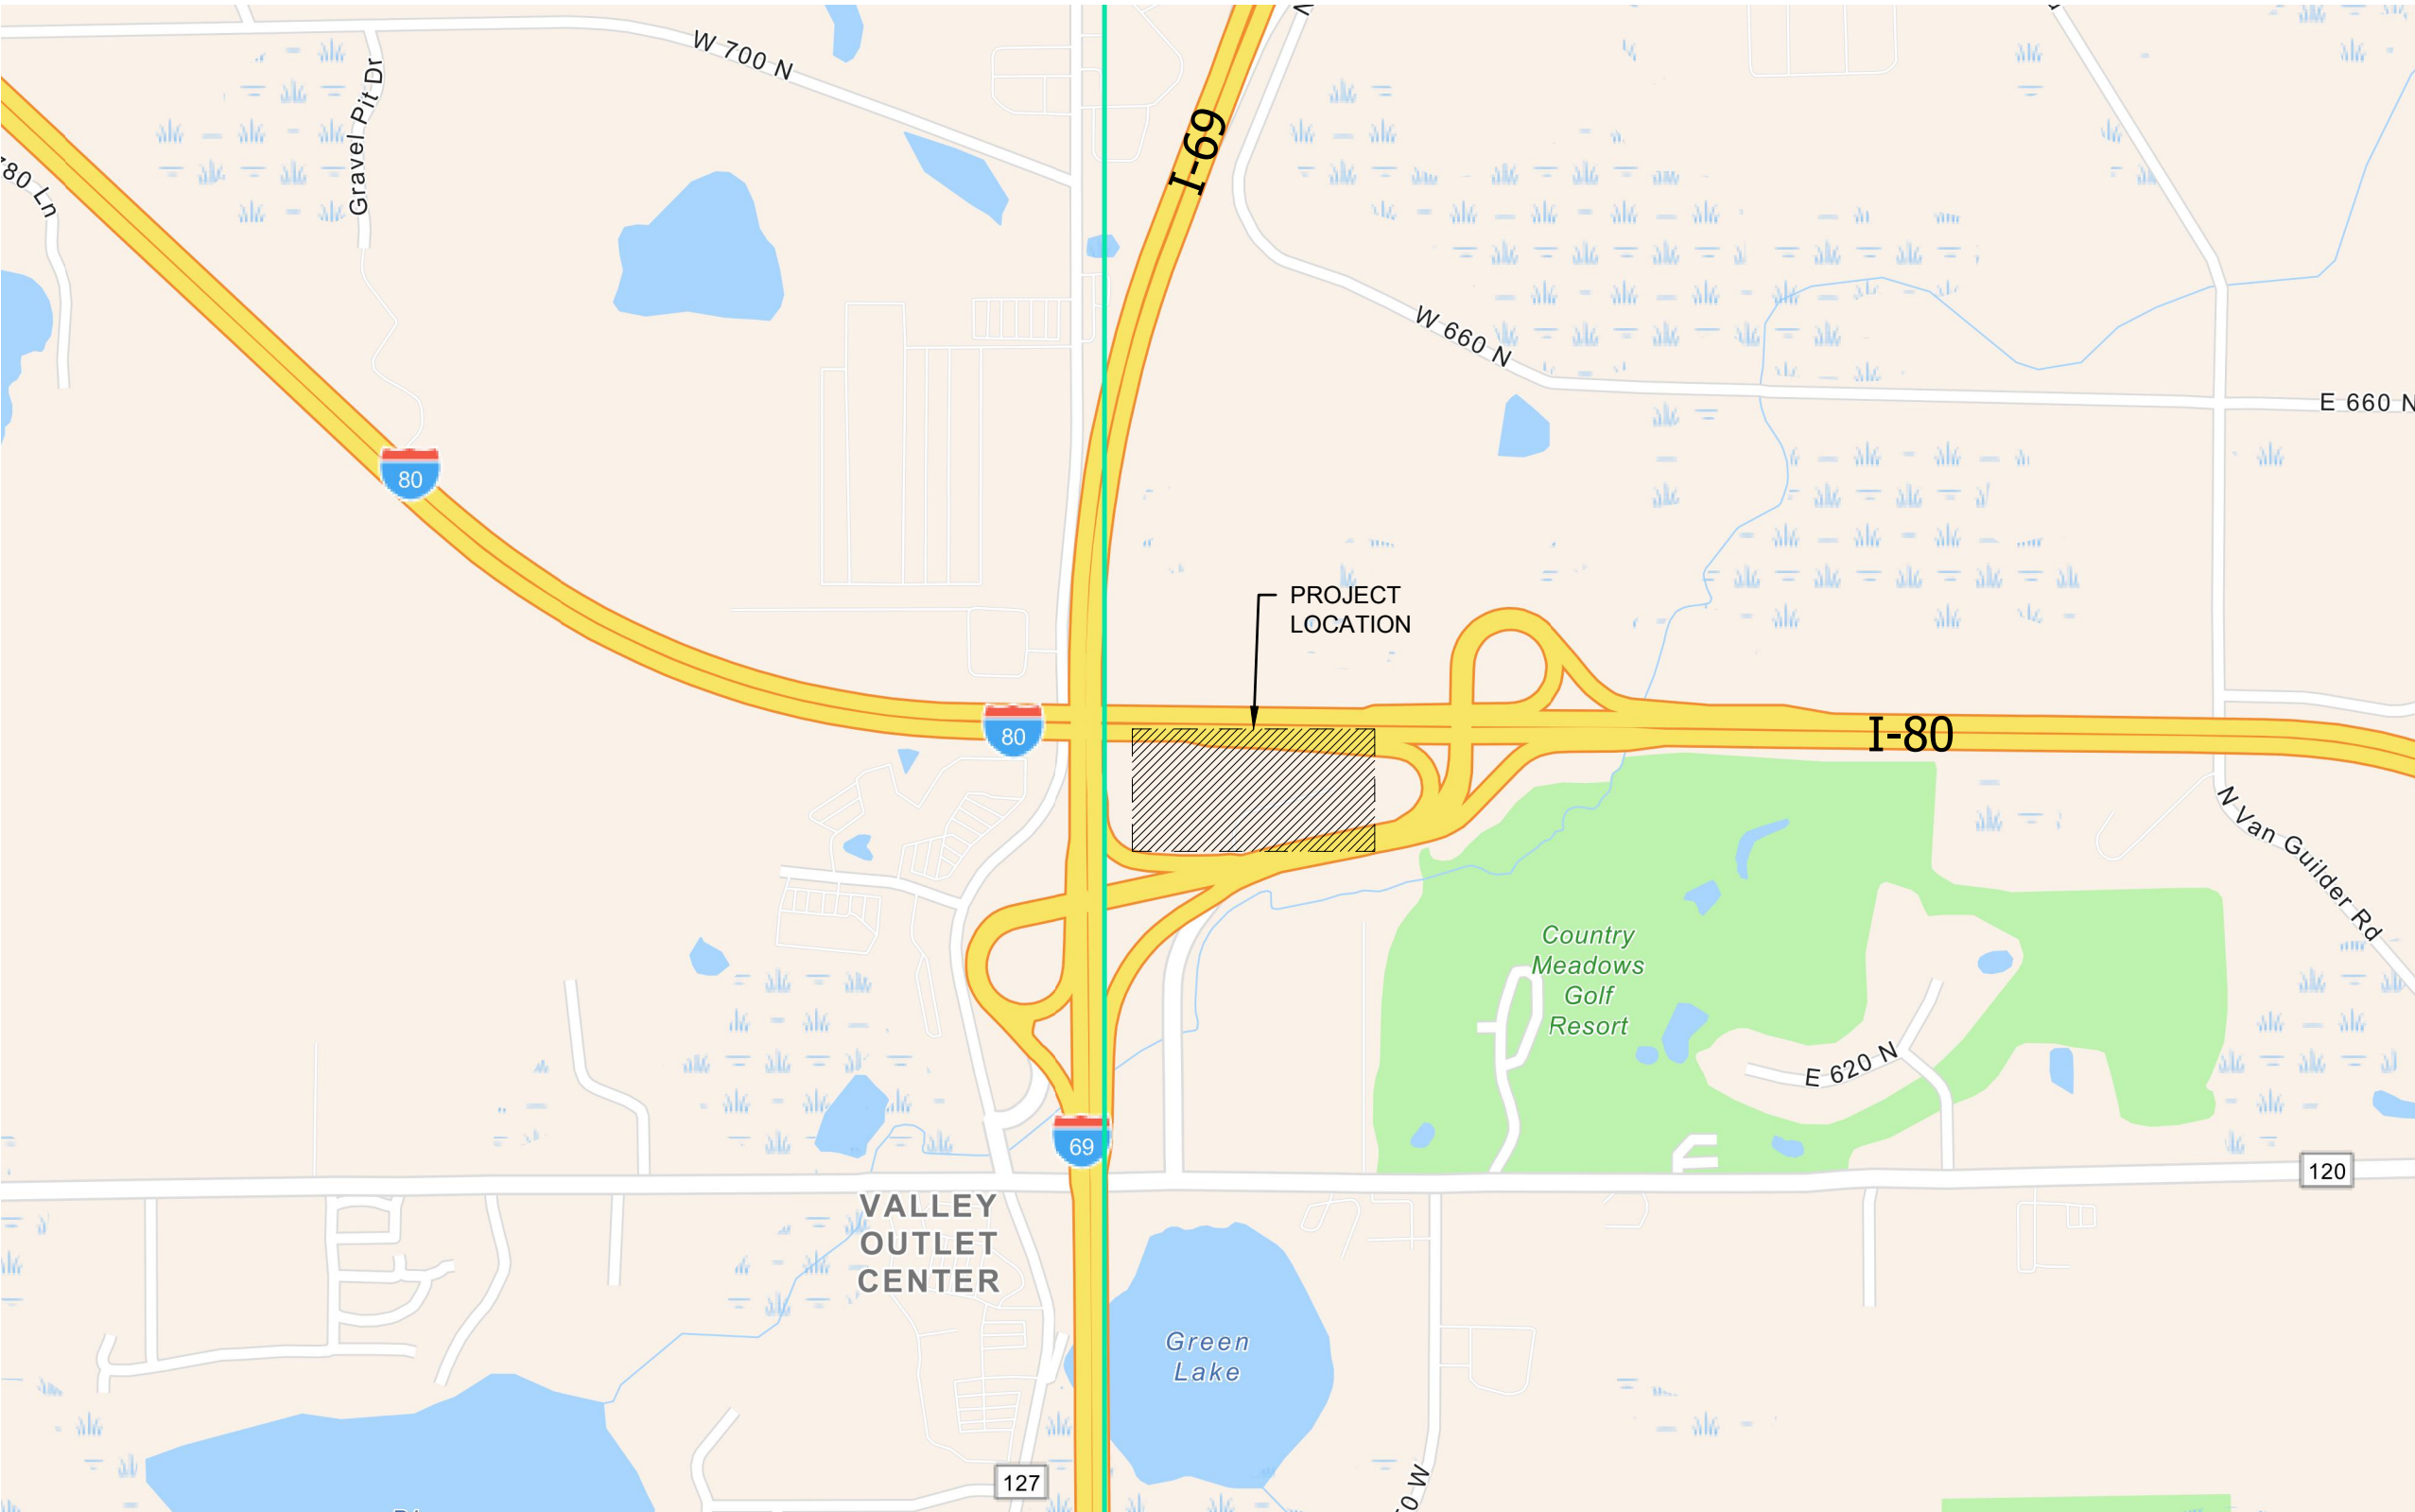 W 700 N
Gravel Pit Dr
I-69
80 Ln
W 660 N
E 660 N
80
PROJECT
LOCATION
80
I-80
N Van Guilder Rd
Country
Meadows
Golf
Resort
E 620 N
69
120
VALLEY
OUTLET
CENTER
Green
Lake
127
0 W